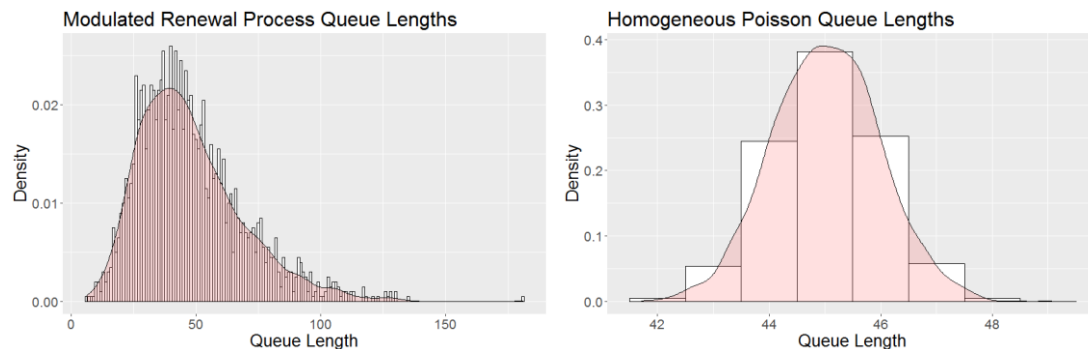 Modulated Renewal Process Queue Lengths
Density
0.02
0.01
0.00
0
50
100
150
Queue Length
Homogeneous Poisson Queue Lengths
Density
0.4
0.3
0.2
0.1
0.0
42
44
46
48
Queue Length